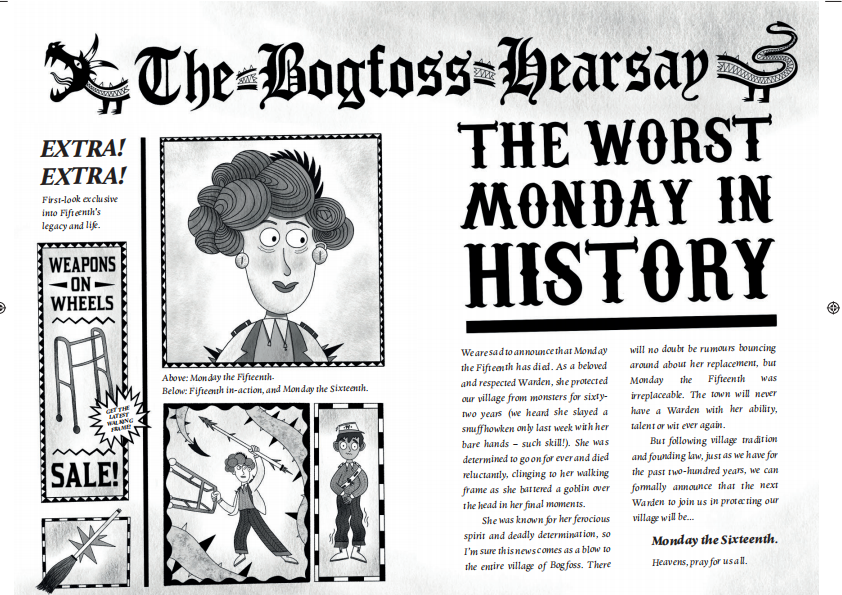 The Bogfoss Hearsay
EXTRA!
EXTRA!
First-look exclusive
into Fifteenth's
legacy and life.
WEAPONS
ON
WHEELS
GET THE
LATEST
WALKING
FRAME!
SALE!
Above: Monday the Fifteenth.
Below: Fifteenth in-action, and Monday the Sixteenth.
THE WORST
MONDAY IN
HISTORY
We are sad to announce that Monday
the Fifteenth has died. As a beloved
and respected Warden, she protected
our village from monsters for sixty-
two years (we heard she slayed a
snuffhowken only last week with her
bare hands – such skill!). She was
determined to go on for ever and died
reluctantly, clinging to her walking
frame as she battered a goblin over
the head in her final moments.
She was known for her ferocious
spirit and deadly determination, so
I'm sure this news comes as a blow to
the entire village of Bogfoss. There
will no doubt be rumours bouncing
around about her replacement, but
Monday the Fifteenth was
irreplaceable. The town will never
have a Warden with her ability,
talent or wit ever again.
But following village tradition
and founding law, just as we have for
the past two-hundred years, we can
formally announce that the next
Warden to join us in protecting our
village will be...
Monday the Sixteenth.
Heavens, pray for us all.